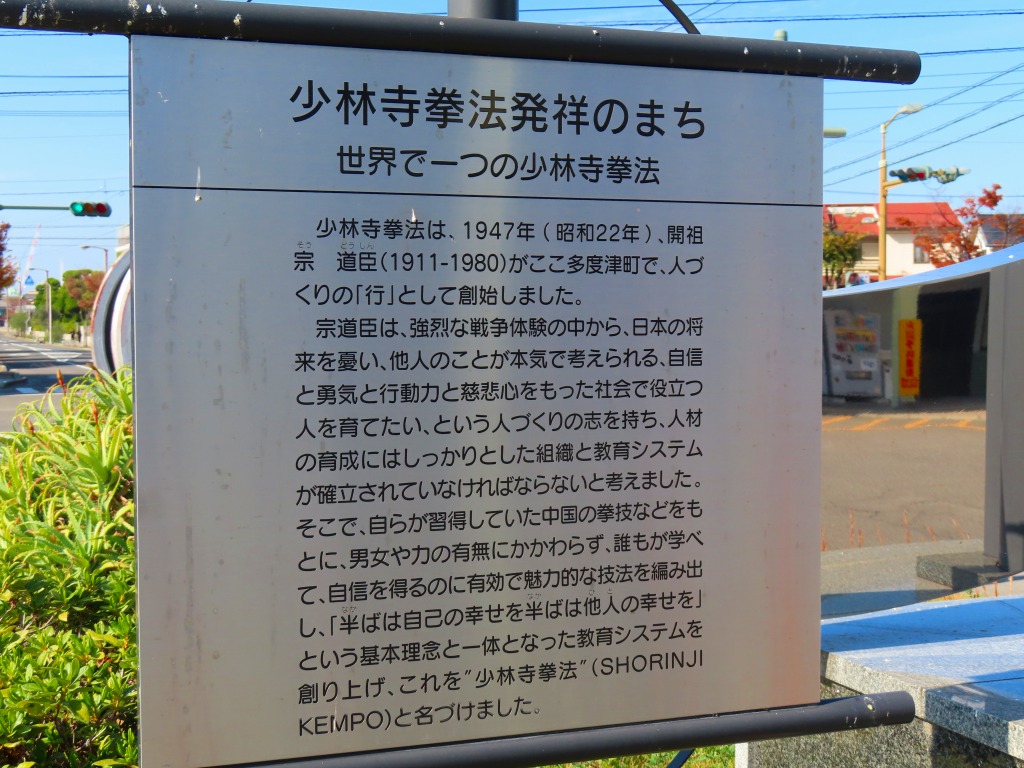 少林寺拳法発祥のまち
世界で一つの少林寺拳法
少林寺拳法は、1947年(昭和22年)、開祖
そう どうしん
宗 道臣(1911-1980)がここ多度津町で、人づ
くりの「行」として創始しました。
宗道臣は、強烈な戦争体験の中から、日本の将
来を憂い、他人のことが本気で考えられる、自信
と勇気と行動力と慈悲心をもった社会で役立つ
人を育てたい、という人づくりの志を持ち、人材
の育成にはしっかりとした組織と教育システム
が確立されていなければならないと考えました。
そこで、自らが習得していた中国の拳技などをも
とに、男女や力の有無にかかわらず、誰もが学べ
て、自信を得るのに有効で魅力的な技法を編み出
なか なか ひと
し、「半ばは自己の幸せを半ばは他人の幸せを」
という基本理念と一体となった教育システムを
創り上げ、これを"少林寺拳法"(SHORINJI
KEMPO)と名づけました。